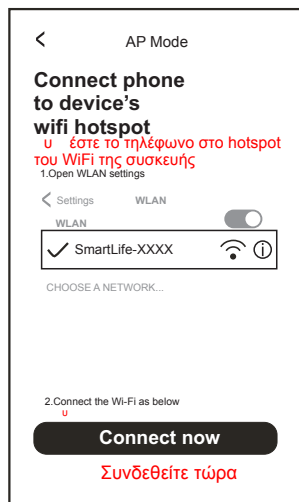 AP Mode
Connect phone
to device's
wifi hotspot
υ έστε το τηλέφωνο στο hotspot
του WiFi της συσκευής
1.Open WLAN settings
Settings WLAN
WLAN
SmartLife-XXXX
CHOOSE A NETWORK...
2.Connect the Wi-Fi as below
υ
Connect now
Συνδεθείτε τώρα